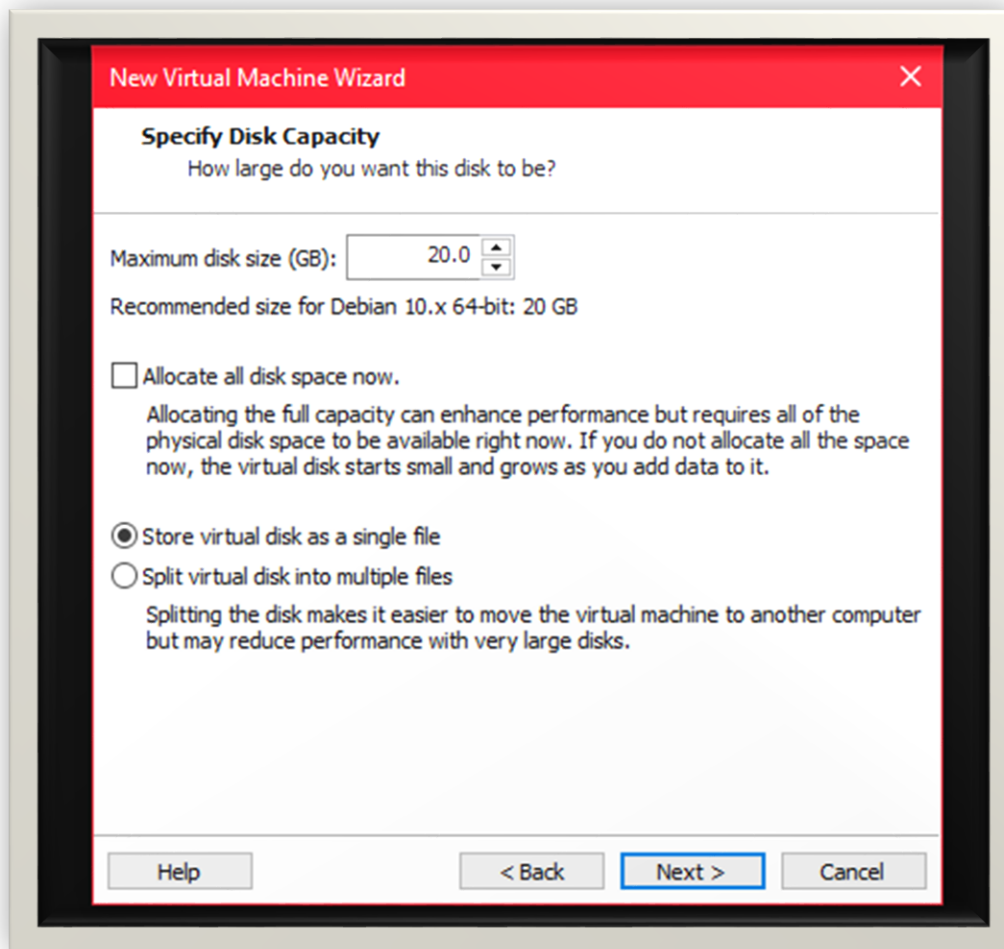 New Virtual Machine Wizard
Specify Disk Capacity
How large do you want this disk to be?
Maximum disk size (GB): 20.0
Recommended size for Debian 10.x 64-bit: 20 GB
Allocate all disk space now.
Allocating the full capacity can enhance performance but requires all of the
physical disk space to be available right now. If you do not allocate all the space
now, the virtual disk starts small and grows as you add data to it.
Store virtual disk as a single file
Split virtual disk into multiple files
Splitting the disk makes it easier to move the virtual machine to another computer
but may reduce performance with very large disks.
Help < Back Next > Cancel